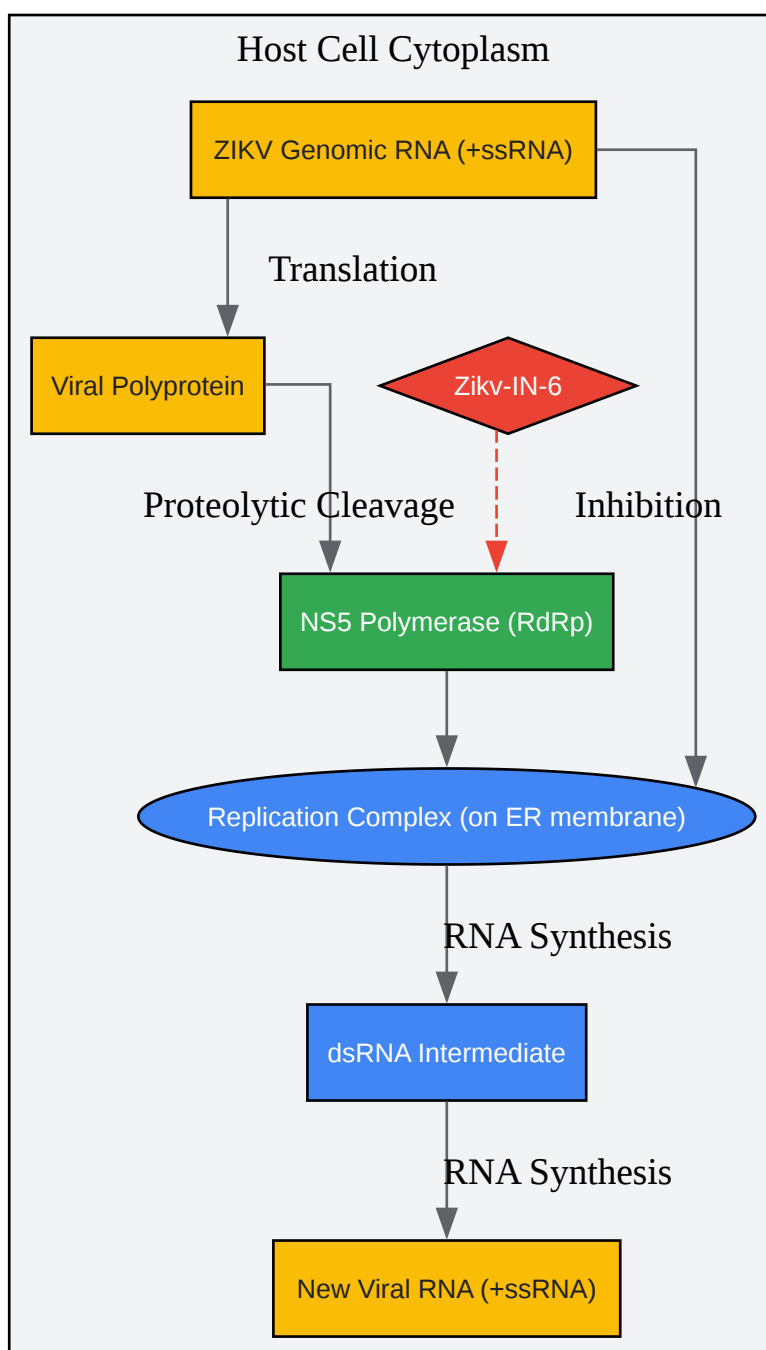 Host Cell Cytoplasm
ZIKV Genomic RNA (+ssRNA)
Translation
Viral Polyprotein
Zikv-IN-6
Proteolytic Cleavage
Inhibition
NS5 Polymerase (RdRp)
Replication Complex (on ER membrane)
RNA Synthesis
dsRNA Intermediate
RNA Synthesis
New Viral RNA (+ssRNA)